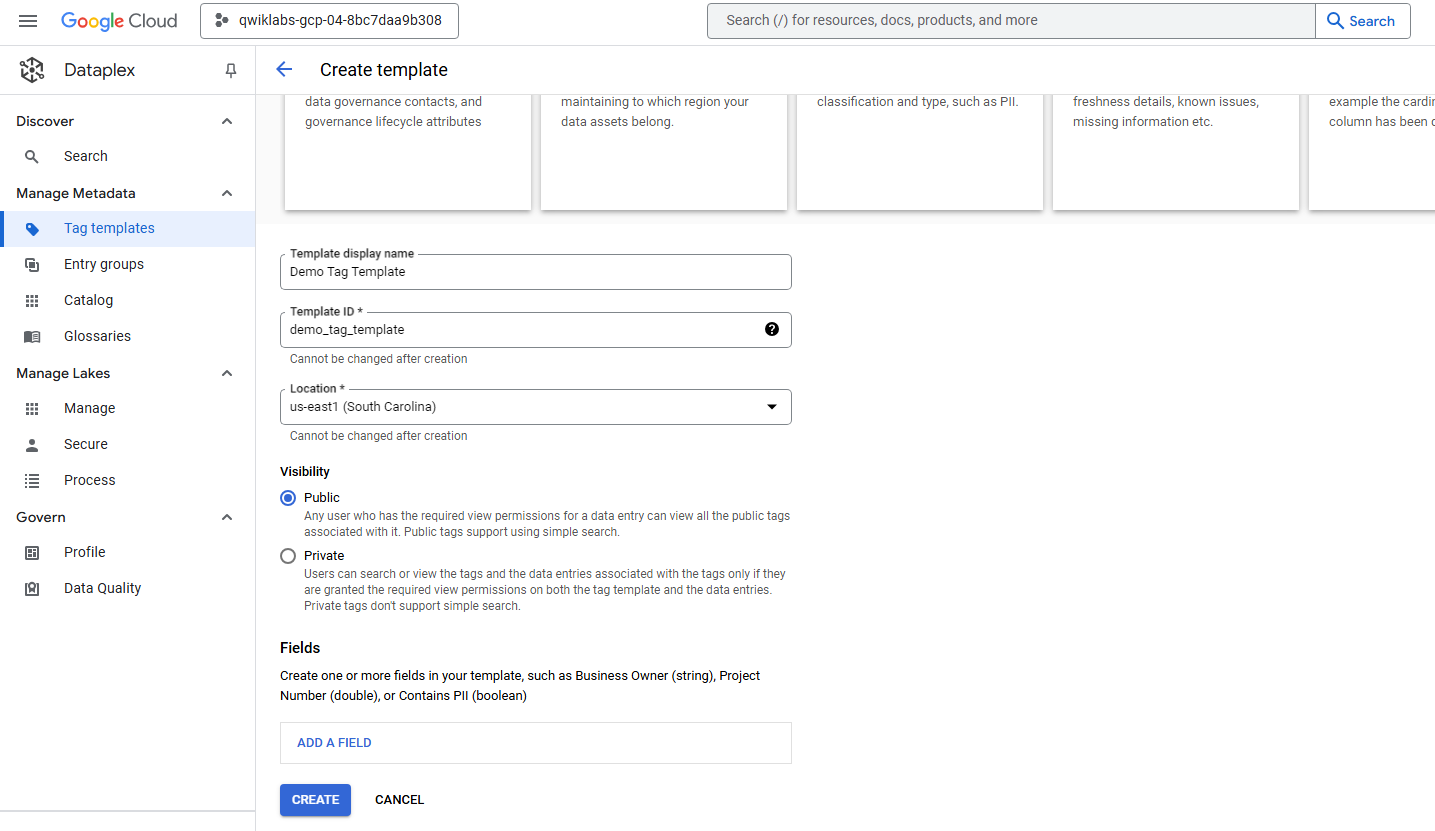 Google Cloud
qwiklabs-gcp-04-8bc7daa9b308
Search (/) for resources, docs, products, and more
Search
Dataplex
Create template
Discover
Search
Manage Metadata
Tag templates
Entry groups
Catalog
Glossaries
Manage Lakes
Manage
Secure
Process
Govern
Profile
Data Quality
data governance contacts, and
governance lifecycle attributes
maintaining to which region your
data assets belong.
classification and type, such as PII.
freshness details, known issues,
missing information etc.
example the
column has been
Template display name
Demo Tag Template
Template ID *
demo_tag_template
?
Cannot be changed after creation
Location *
us-east1 (South Carolina)
Cannot be changed after creation
Visibility
Public
Any user who has the required view permissions for a data entry can view all the public tags
associated with it. Public tags support using simple search.
Private
Users can search or view the tags and the data entries associated with the tags only if they
are granted the required view permissions on both the tag template and the data entries.
Private tags don't support simple search.
Fields
Create one or more fields in your template, such as Business Owner (string), Project
Number (double), or Contains PII (boolean)
ADD A FIELD
CREATE
CANCEL